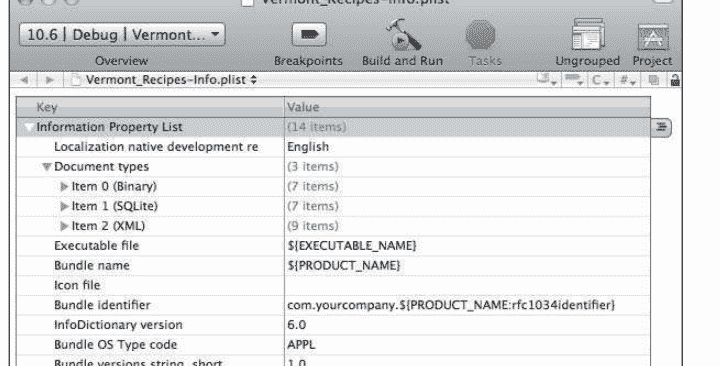 Vermont_Recipes-Info.plist
10.6 | Debug | Vermont...
Overview Breakpoints Build and Run Tasks Ungrouped Project
Vermont_Recipes-Info.plist
C #
Key Value
Information Property List (14 items)
Localization native development re English
Document types (3 items)
Item 0 (Binary) (7 items)
Item 1 (SQLite) (7 items)
Item 2 (XML) (9 items)
Executable file ${EXECUTABLE_NAME}
Bundle name ${PRODUCT_NAME}
Icon file
Bundle identifier com.yourcompany.${PRODUCT_NAME:rfc1034identifier}
InfoDictionary version 6.0
Bundle OS Type code APPL
Bundle versions string, short 1.0